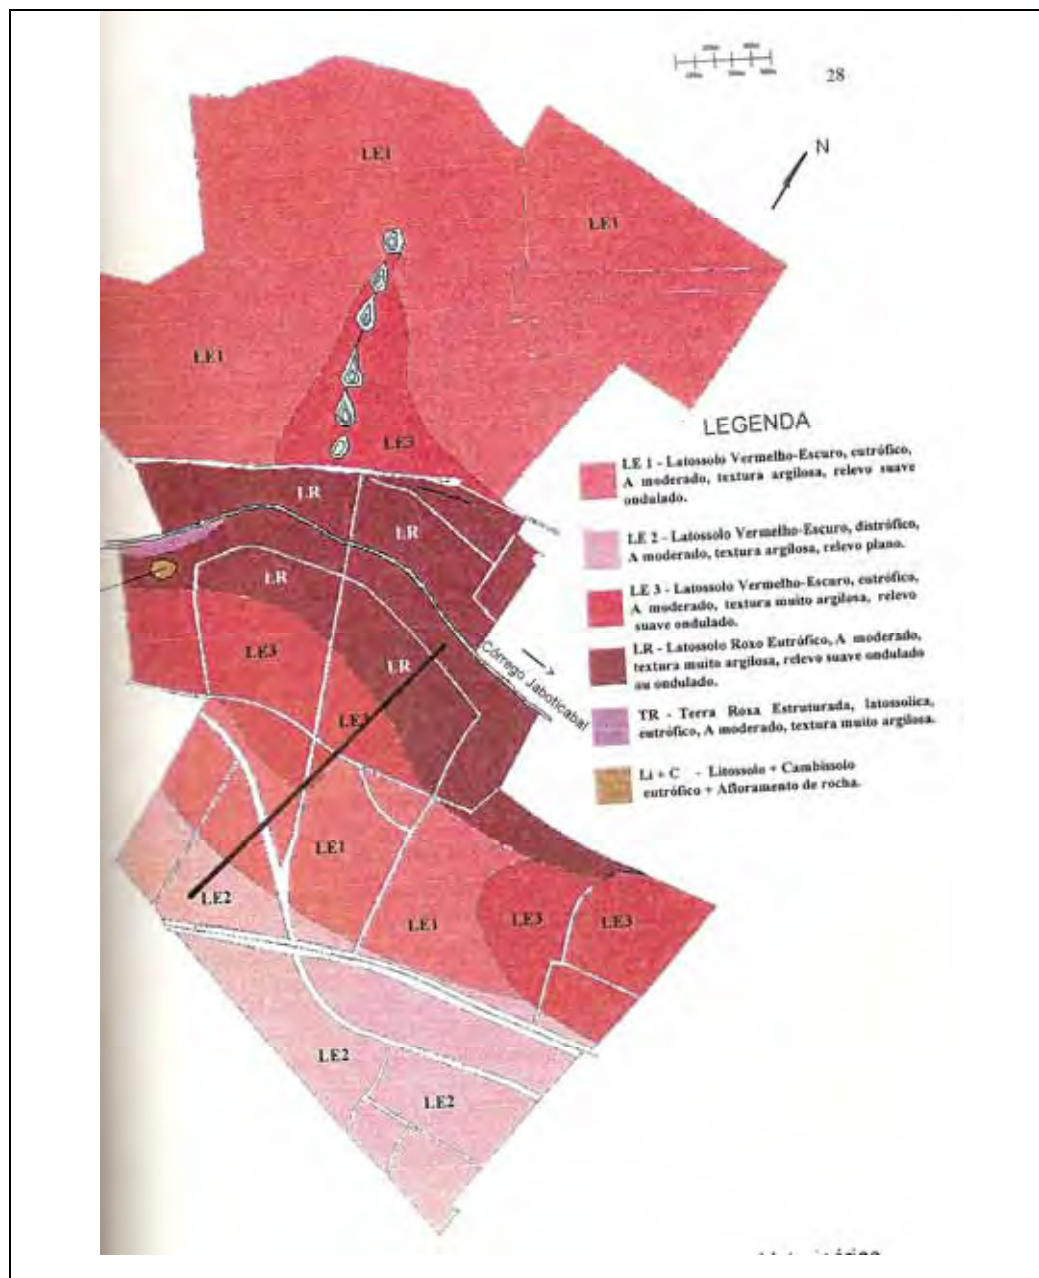 28
N
LE1
LE1
LE1
LE3
LR
LR
LR
LE3
LR
LE3
LE1
LE2
LE1
LE3
LE3
LE2
LE2
Córrego Jaboticabal
LEGENDA
LE 1 - Latossolo Vermelho-Escuro, eutrófico,
A moderado, textura argilosa, relevo suave
ondulado.
LE 2 - Latossolo Vermelho-Escuro, distrófico,
A moderado, textura argilosa, relevo plano.
LE 3 - Latossolo Vermelho-Escuro, eutrófico,
A moderado, textura muito argilosa, relevo
suave ondulado.
LR - Latossolo Roxo Eutrófico, A moderado,
textura muito argilosa, relevo suave ondulado
ou ondulado.
TR - Terra Roxa Estruturada, latossolica,
eutrófico, A moderado, textura muito argilosa.
Li + C - Litossolo + Cambissolo
eutrófico + Afloramento de rocha.